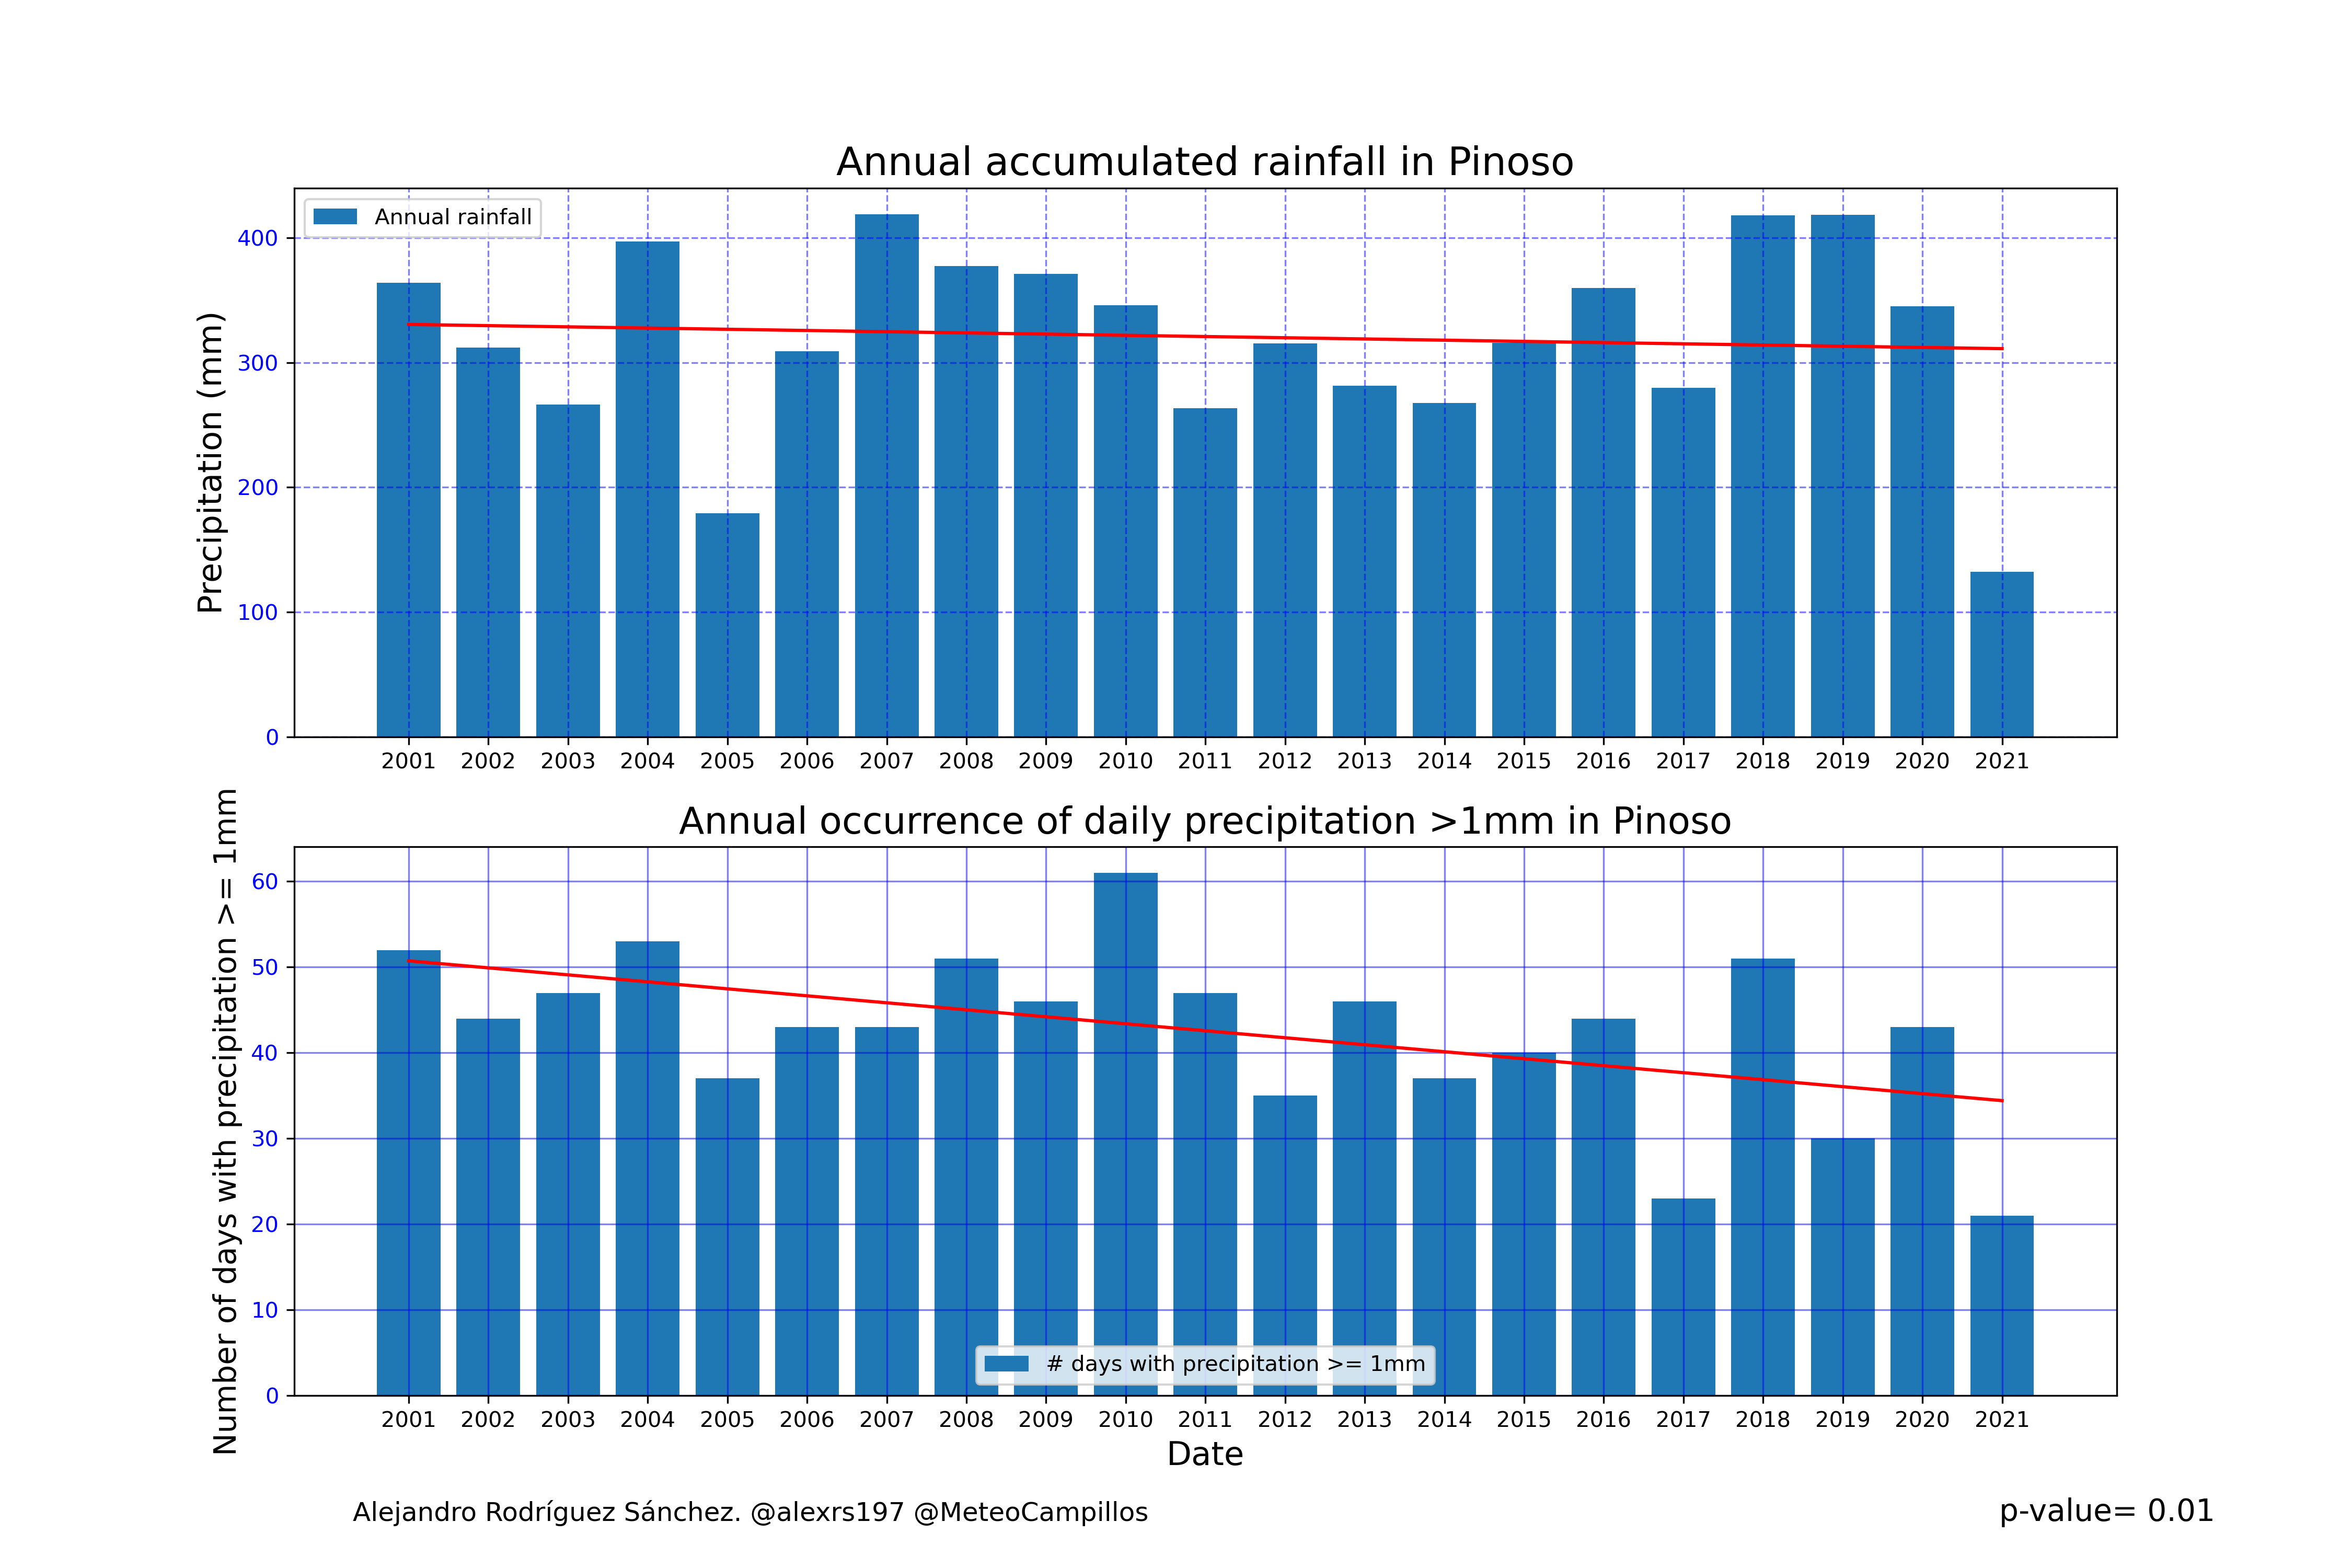 Annual accumulated rainfall in Pinoso
Annual rainfall
Precipitation (mm)
400
300
200
100
0
2001 2002 2003 2004 2005 2006 2007 2008 2009 2010 2011 2012 2013 2014 2015 2016 2017 2018 2019 2020 2021
Annual occurrence of daily precipitation >1mm in Pinoso
Number of days with precipitation >= 1mm
60
50
40
30
20
10
0
# days with precipitation >= 1mm
2001 2002 2003 2004 2005 2006 2007 2008 2009 2010 2011 2012 2013 2014 2015 2016 2017 2018 2019 2020 2021
Date
Alejandro Rodríguez Sánchez. @alexrs197 @MeteoCampillos
p-value= 0.01